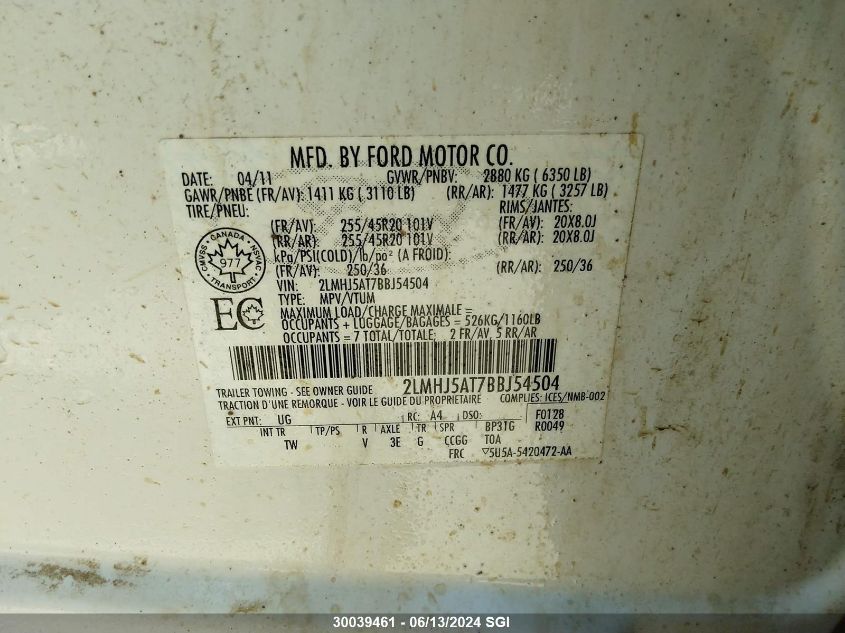 MFD. BY FORD MOTOR CO.
DATE: 04/11 GVWR/PNBV: 2880 KG ( 6350 LB)
GAWR/PNBE (FR/AV): 1411 KG ( 3110 LB) (RR/AR): 1477 KG ( 3257 LB)
TIRE/PNEU: RIMS/JANTES:
(FR/AV): 255/45R20 101V (FR/AV): 20X8.0J
(RR/AR): 255/45R20 101V (RR/AR): 20X8.0J
kPa/PSI(COLD)/lb/po² (A FROID):
(FR/AV): 250/36 (RR/AR): 250/36
CANADA
CMVSS NSVAC
977
TRANSPORT
VIN: 2LMHJ5AT7BBJ54504
TYPE: MPV/VTUM
EC
MAXIMUM LOAD/CHARGE MAXIMALE =
OCCUPANTS + LUGGAGE/BAGAGES = 526KG/1160LB
OCCUPANTS = 7 TOTAL/TOTALE: 2 FR/AV, 5 RR/AR
2LMHJ5AT7BBJ54504
TRAILER TOWING - SEE OWNER GUIDE
TRACTION D'UNE REMORQUE - VOIR LE GUIDE DU PROPRIETAIRE COMPLIES: ICES/NMB-002
EXT PNT: UG RC: A4 DSO: F0128
INT TR TP/PS R AXLE TR SPR BP3TG R0049
TW V 3E G CCGG TOA
FRC 5U5A-5420472-AA
30039461 - 06/13/2024 SGI